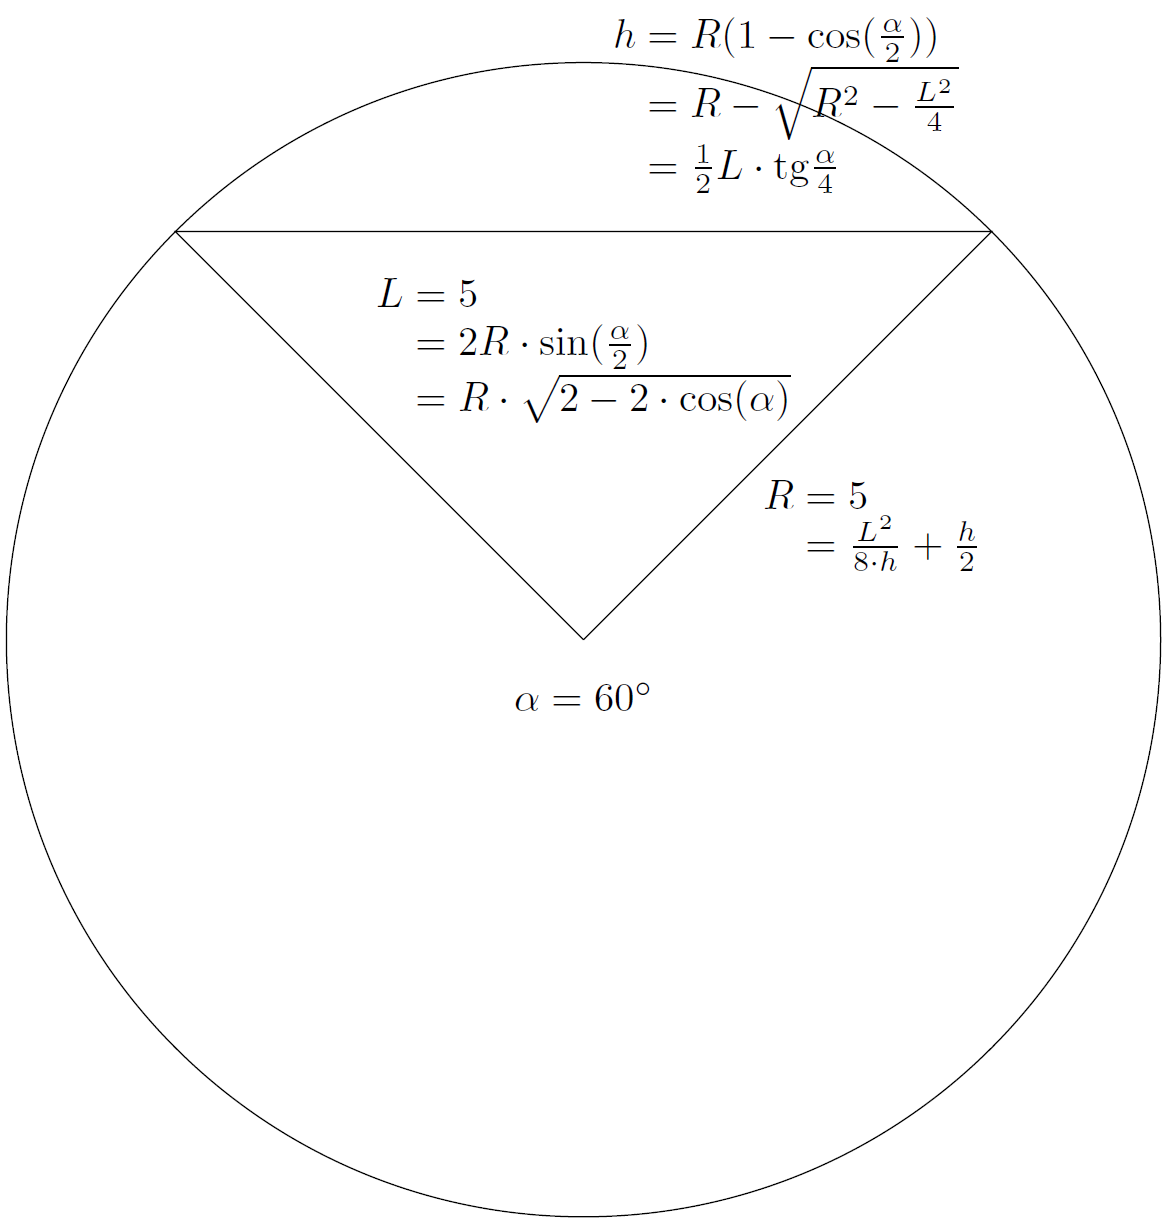 h = R(1 − cos(α/2))
= R − √(R² − L²/4)
= 1/2 L · tg α/4
L = 5
= 2R · sin(α/2)
= R · √(2 − 2 · cos(α))
R = 5
= L²/(8·h) + h/2
α = 60°